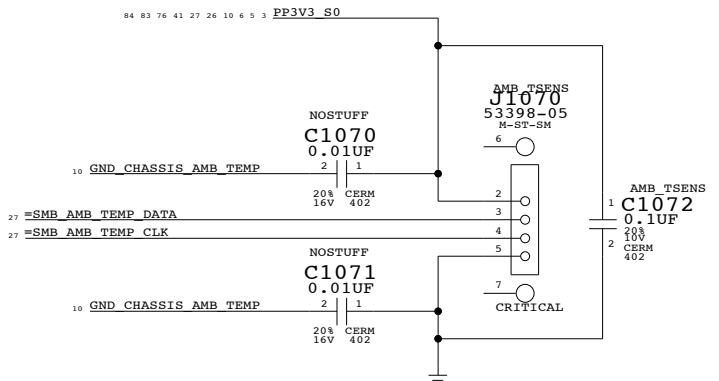 84 83 76 41 27 26 10 6 5 3 PP3V3_S0
AMB_TSENS
J1070
53398-05
M-ST-SM
6
NOSTUFF
C1070
0.01UF
10 GND_CHASSIS_AMB_TEMP 2 1
20% CERM
16V 402
2
27 =SMB_AMB_TEMP_DATA 3
27 =SMB_AMB_TEMP_CLK 4
5
AMB_TSENS
1 C1072
0.1UF
20%
10V
2 CERM
402
NOSTUFF
C1071
0.01UF
7
10 GND_CHASSIS_AMB_TEMP 2 1
CRITICAL
20% CERM
16V 402